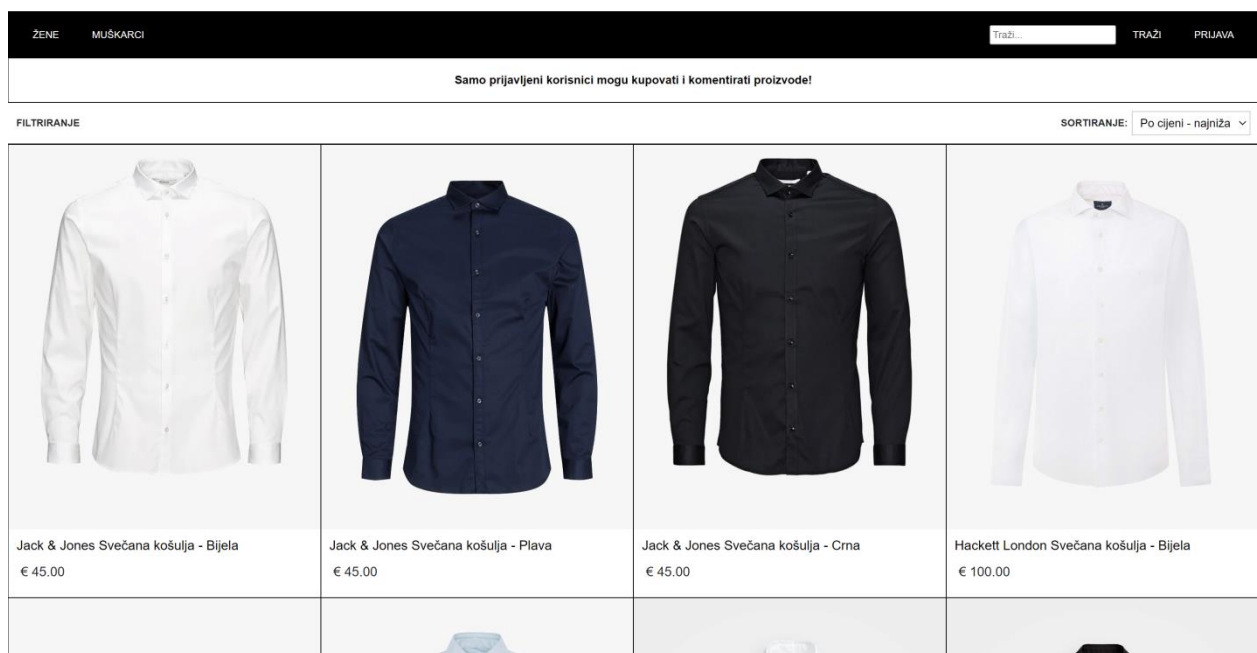 ŽENE MUŠKARCI Traži... TRAŽI PRIJAVA
Samo prijavljeni korisnici mogu kupovati i komentirati proizvode!
FILTRIRANJE SORTIRANJE: Po cijeni - najniža
Jack & Jones Svečana košulja - Bijela
€ 45.00
Jack & Jones Svečana košulja - Plava
€ 45.00
Jack & Jones Svečana košulja - Crna
€ 45.00
Hackett London Svečana košulja - Bijela
€ 100.00